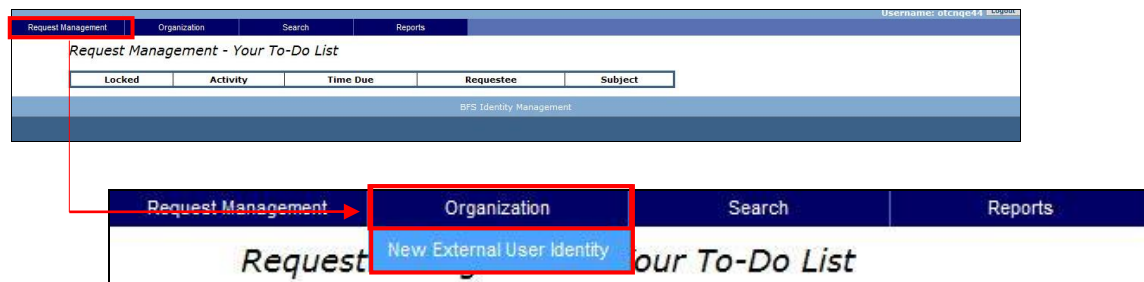 Username: otcnqe44 Logout
Request Management Organization Search Reports
Request Management - Your To-Do List
Locked Activity Time Due Requestee Subject
BFS Identity Management
Request Management Organization Search Reports
New External User Identity
Request our To-Do List